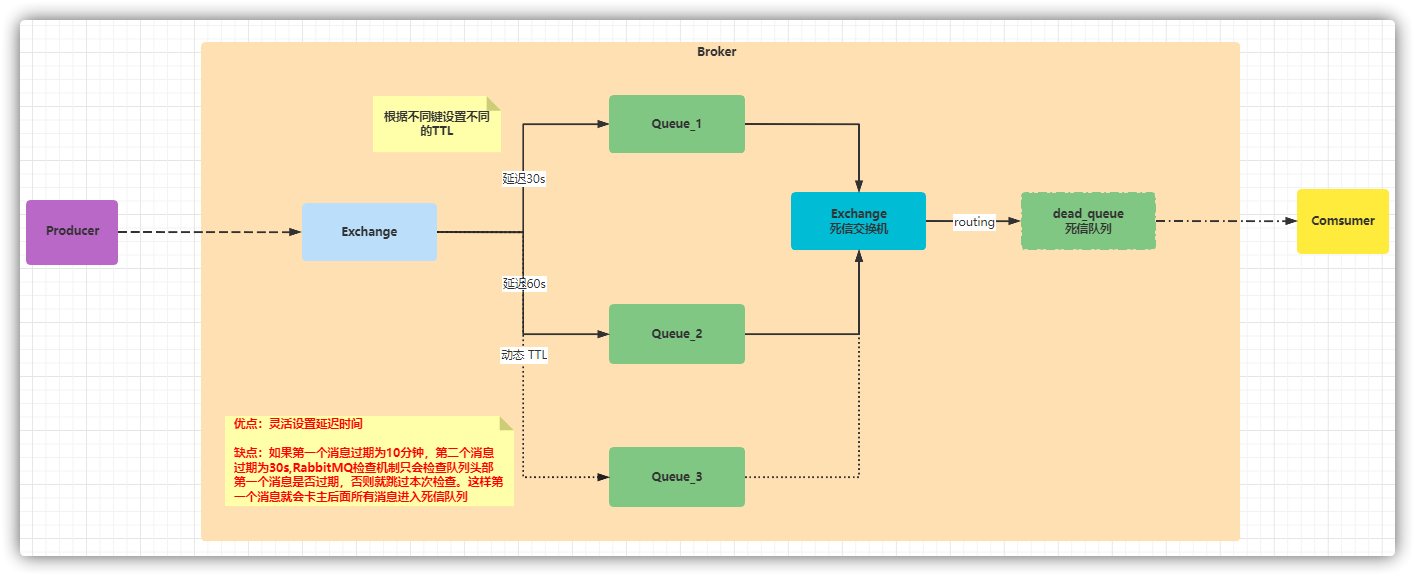 Broker
根据不同键设置不同
的TTL
Queue_1
延迟30s
Producer
Exchange
Exchange
死信交换机
routing
dead_queue
死信队列
Comsumer
延迟60s
Queue_2
动态 TTL
优点：灵活设置延迟时间
缺点：如果第一个消息过期为10分钟，第二个消息
过期为30s,RabbitMQ检查机制只会检查队列头部
第一个消息是否过期，否则就跳过本次检查。这样第
一个消息就会卡主后面所有消息进入死信队列
Queue_3